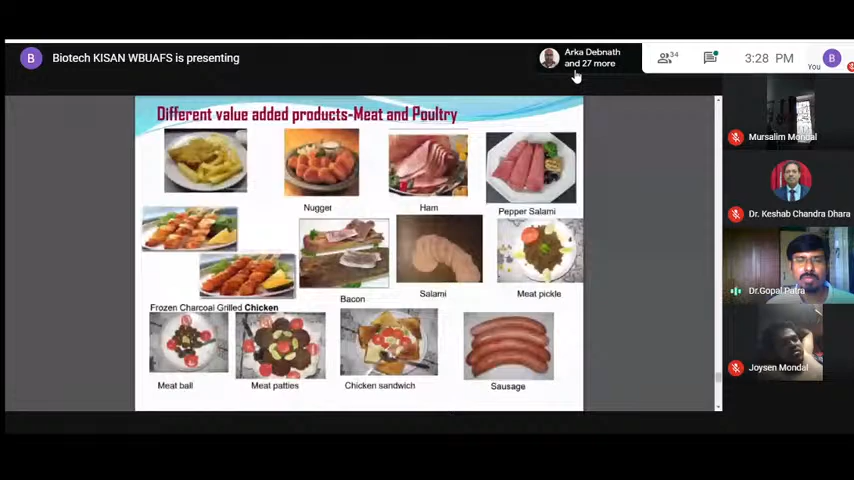 B
Biotech KISAN WBUAFS is presenting
Arka Debnath
and 27 more
34
3:28 PM
You
B
Different value added products-Meat and Poultry
Nugger
Ham
Pepper Salami
Frozen Charcoal Grilled Chicken
Bacon
Salami
Meat pickle
Meat ball
Meat patties
Chicken sandwich
Sausage
Mursalim Mondal
Dr. Keshab Chandra Dhara
Dr.Gopal Patra
Joysen Mondal